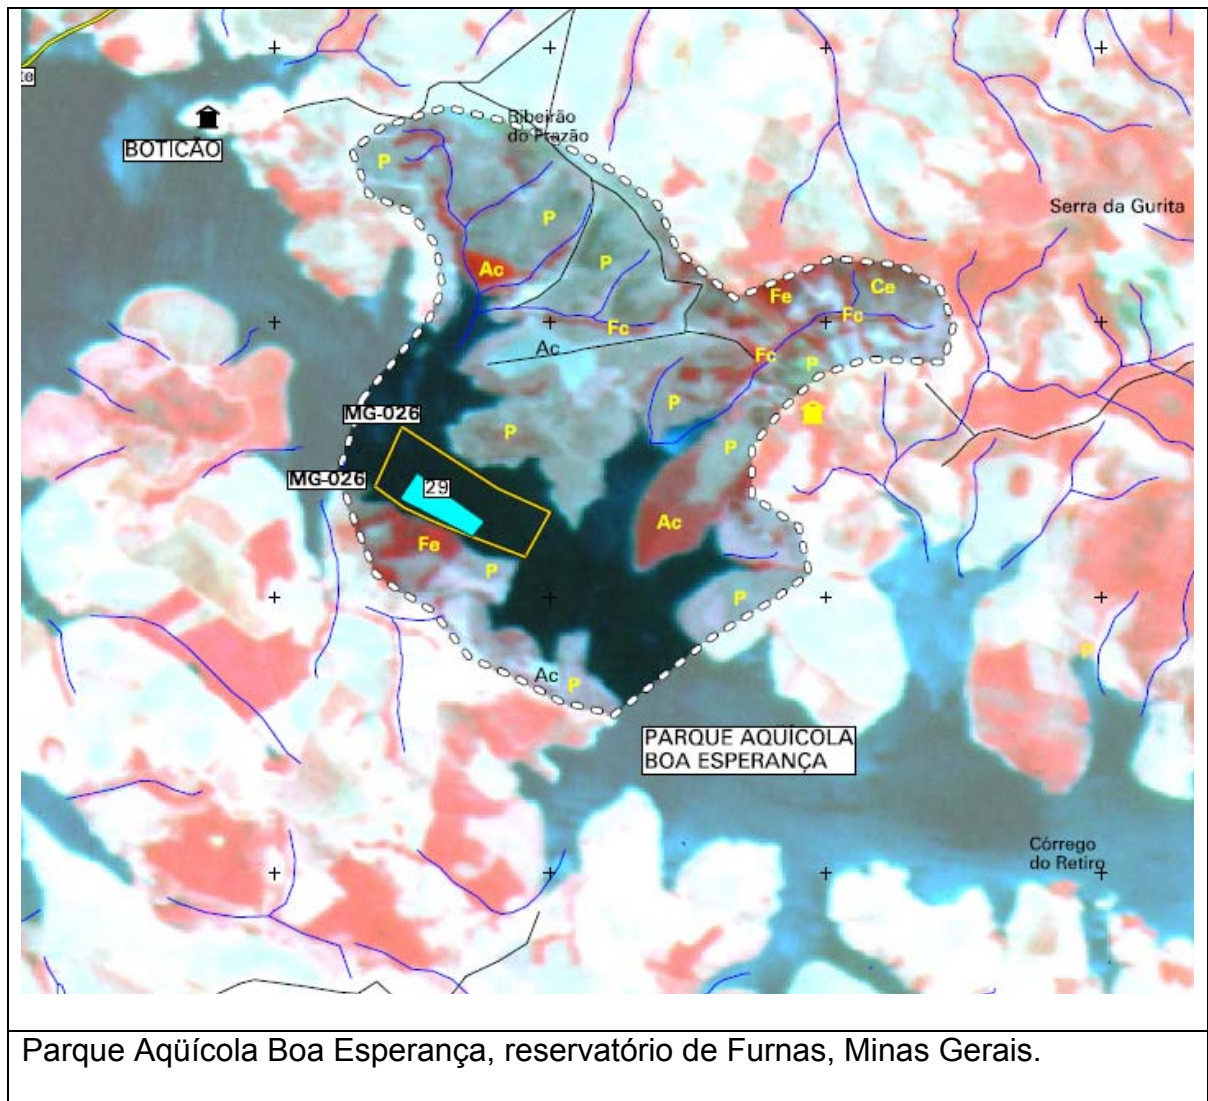 Ribeirão
do Prazão
BOTICÃO
P
Serra da Gurita
P
P
Ac
Fe
Ce
Fc
Fc
Ac
Fc
P
P
MG-026
P
P
MG-026
29
Ac
Fe
P
P
P
Ac
P
PARQUE AQÜÍCOLA
BOA ESPERANÇA
Córrego
do Retiro
Parque Aqüícola Boa Esperança, reservatório de Furnas, Minas Gerais.